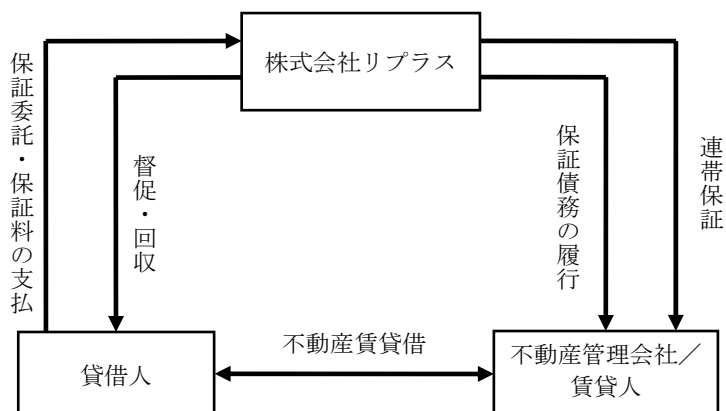 株式会社リプラス
保証委託・保証料の支払
督促・回収
保証債務の履行
連帯保証
不動産賃貸借
貸借人
不動産管理会社／
賃貸人